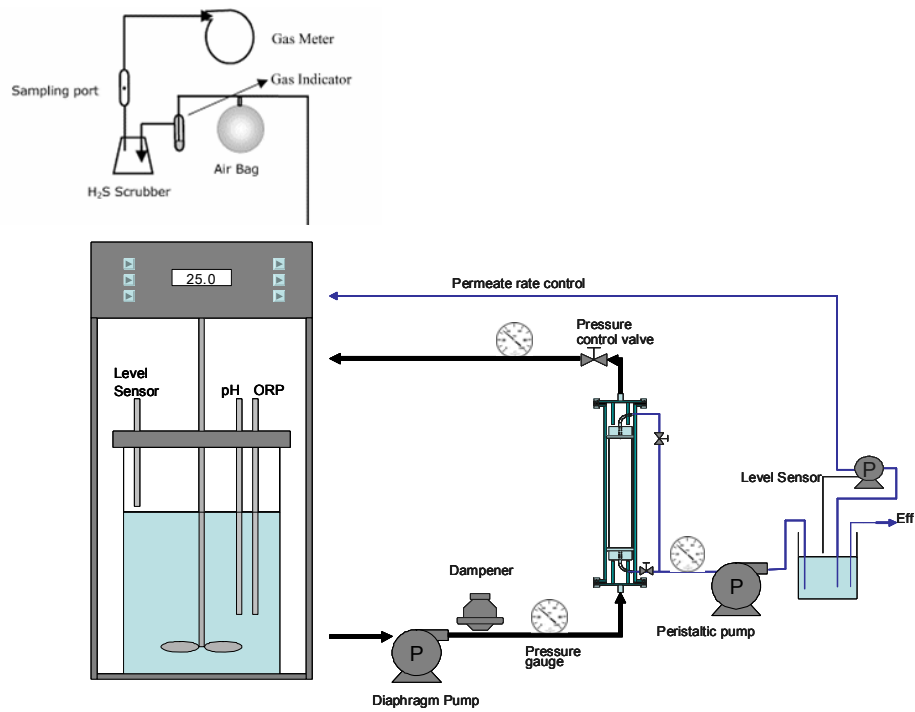 Gas Meter
Gas Indicator
Sampling port
Air Bag
H₂S Scrubber
25.0
Permeate rate control
Pressure
control valve
Level
Sensor
pH
ORP
Level Sensor
P
Eff
Dampener
P
Peristaltic pump
P
Pressure
gauge
Diaphragm Pump